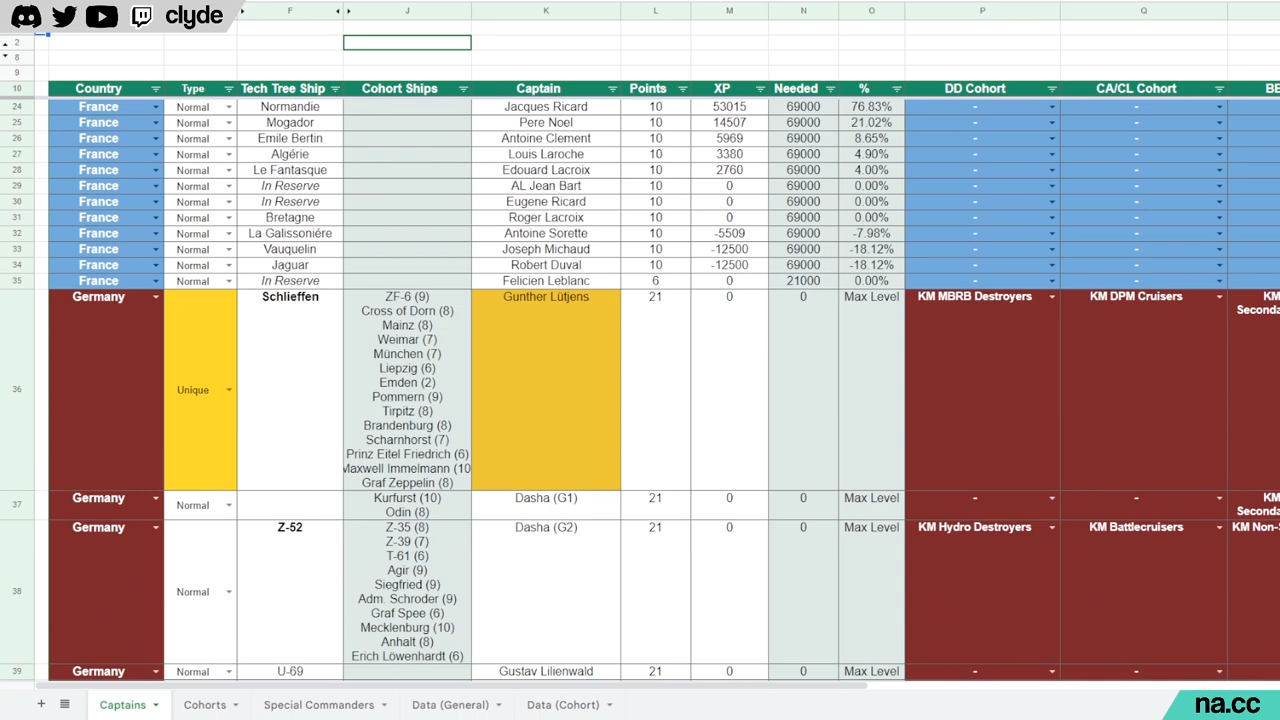 clyde
F J K L M N O P Q
2
8
9
10 Country Type Tech Tree Ship Cohort Ships Captain Points XP Needed % DD Cohort CA/CL Cohort BE
24 France Normal Normandie Jacques Ricard 10 53015 69000 76.83% - -
25 France Normal Mogador Pere Noel 10 14507 69000 21.02% - -
26 France Normal Emile Bertin Antoine Clement 10 5969 69000 8.65% - -
27 France Normal Algérie Louis Laroche 10 3380 69000 4.90% - -
28 France Normal Le Fantasque Edouard Lacroix 10 2760 69000 4.00% - -
29 France Normal In Reserve AL Jean Bart 10 0 69000 0.00% - -
30 France Normal In Reserve Eugene Ricard 10 0 69000 0.00% - -
31 France Normal Bretagne Roger Lacroix 10 0 69000 0.00% - -
32 France Normal La Galissoniére Antoine Sorette 10 -5509 69000 -7.98% - -
33 France Normal Vauquelin Joseph Michaud 10 -12500 69000 -18.12% - -
34 France Normal Jaguar Robert Duval 10 -12500 69000 -18.12% - -
35 France Normal In Reserve Felicien Leblanc 6 0 21000 0.00% - -
36 Germany Unique Schlieffen ZF-6 (9) Gunther Lütjens 21 0 0 Max Level KM MBRB Destroyers KM DPM Cruisers KM
Cross of Dorn (8) Seconda
Mainz (8)
Weimar (7)
München (7)
Liepzig (6)
Emden (2)
Pommern (9)
Tirpitz (8)
Brandenburg (8)
Scharnhorst (7)
Prinz Eitel Friedrich (6)
Maxwell Immelmann (10
Graf Zeppelin (8)
37 Germany Normal Kurfurst (10) Dasha (G1) 21 0 0 Max Level - - KM
Odin (8) Seconda
38 Germany Normal Z-52 Z-35 (8) Dasha (G2) 21 0 0 Max Level KM Hydro Destroyers KM Battlecruisers KM Non-S
Z-39 (7)
T-61 (6)
Agir (9)
Siegfried (9)
Adm. Schroder (9)
Graf Spee (6)
Mecklenburg (10)
Anhalt (8)
Erich Löwenhardt (6)
39 Germany Normal U-69 Gustav Lilienwald 21 0 0 Max Level - -
Captains Cohorts Special Commanders Data (General) Data (Cohort)
na.cc